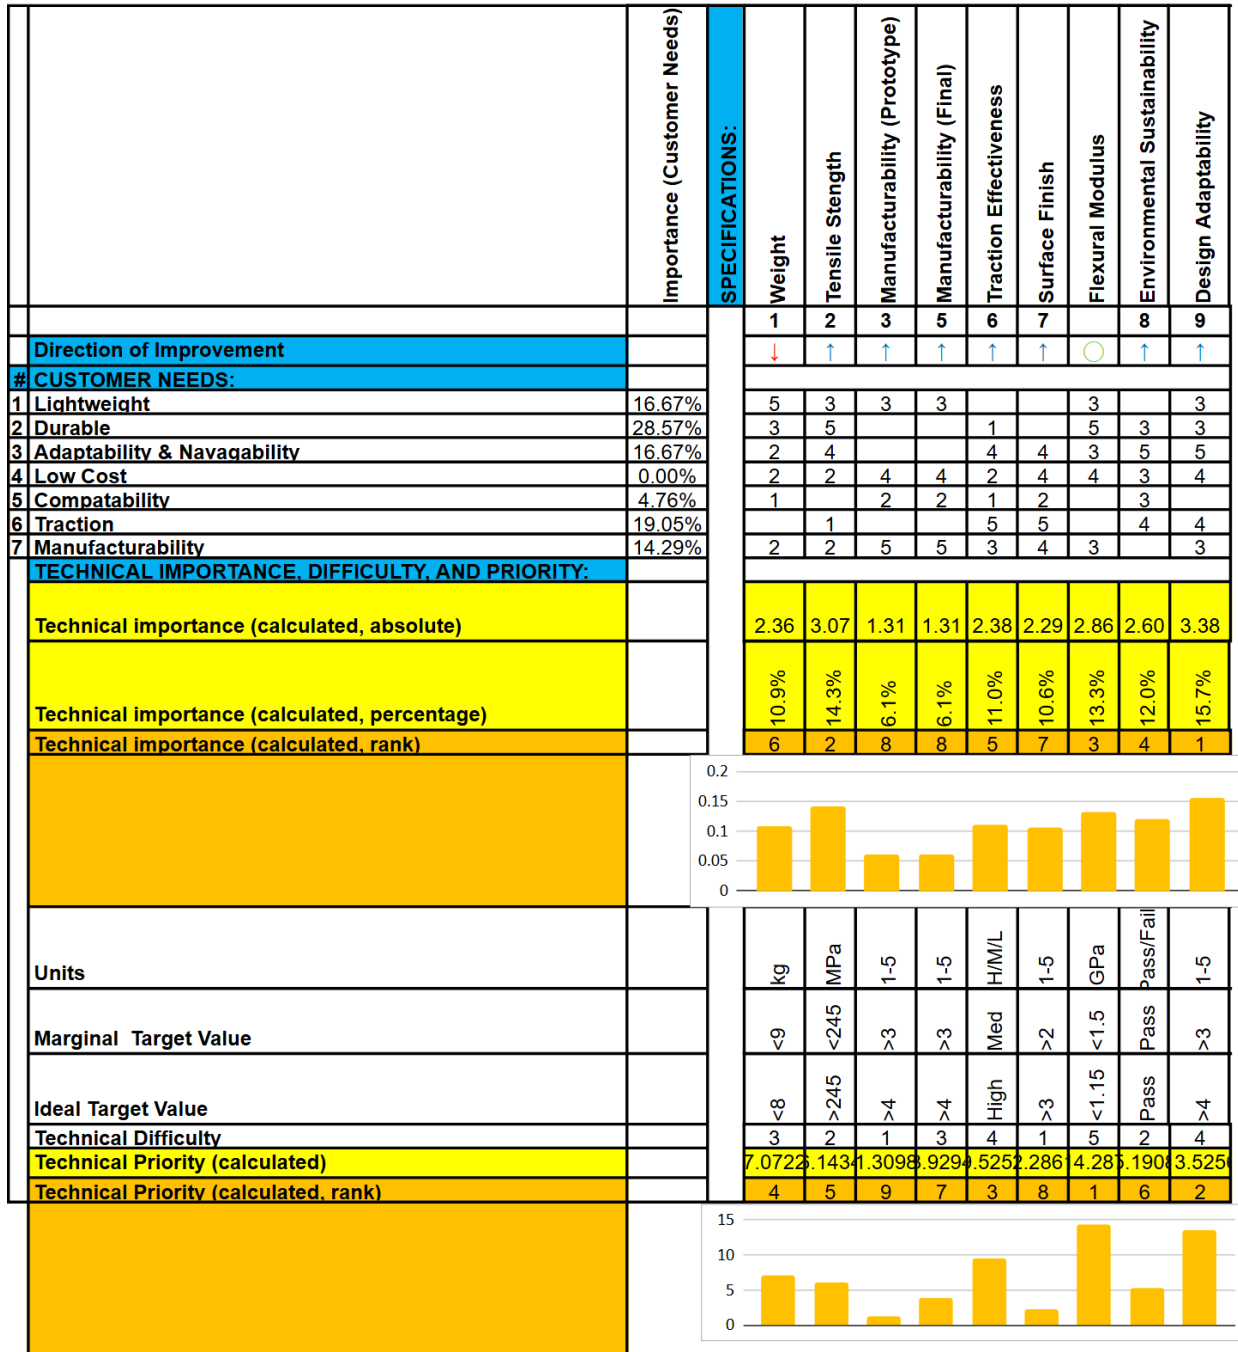 Importance (Customer Needs)
SPECIFICATIONS:
Weight
Tensile Stength
Manufacturability (Prototype)
Manufacturability (Final)
Traction Effectiveness
Surface Finish
Flexural Modulus
Environmental Sustainability
Design Adaptability
1 2 3 5 6 7 8 9
Direction of Improvement ↓ ↑ ↑ ↑ ↑ ↑ ○ ↑ ↑
# CUSTOMER NEEDS:
1 Lightweight 16.67% 5 3 3 3 3 3
2 Durable 28.57% 3 5 1 5 3 3
3 Adaptability & Navagability 16.67% 2 4 4 4 3 5 5
4 Low Cost 0.00% 2 2 4 4 2 4 4 3 4
5 Compatability 4.76% 1 2 2 1 2 3
6 Traction 19.05% 1 5 5 4 4
7 Manufacturability 14.29% 2 2 5 5 3 4 3 3
TECHNICAL IMPORTANCE, DIFFICULTY, AND PRIORITY:
Technical importance (calculated, absolute) 2.36 3.07 1.31 1.31 2.38 2.29 2.86 2.60 3.38
Technical importance (calculated, percentage) 10.9% 14.3% 6.1% 6.1% 11.0% 10.6% 13.3% 12.0% 15.7%
Technical importance (calculated, rank) 6 2 8 8 5 7 3 4 1
0.2
0.15
0.1
0.05
0
Units kg MPa 1-5 1-5 H/M/L 1-5 GPa Pass/Fail 1-5
Marginal Target Value <9 <245 >3 >3 Med >2 <1.5 Pass >3
Ideal Target Value <8 >245 >4 >4 High >3 <1.15 Pass >4
Technical Difficulty 3 2 1 3 4 1 5 2 4
Technical Priority (calculated) 7.0722 1.3098
Technical Priority (calculated, rank) 4 5 9 7 3 8 1 6 2
15
10
5
0